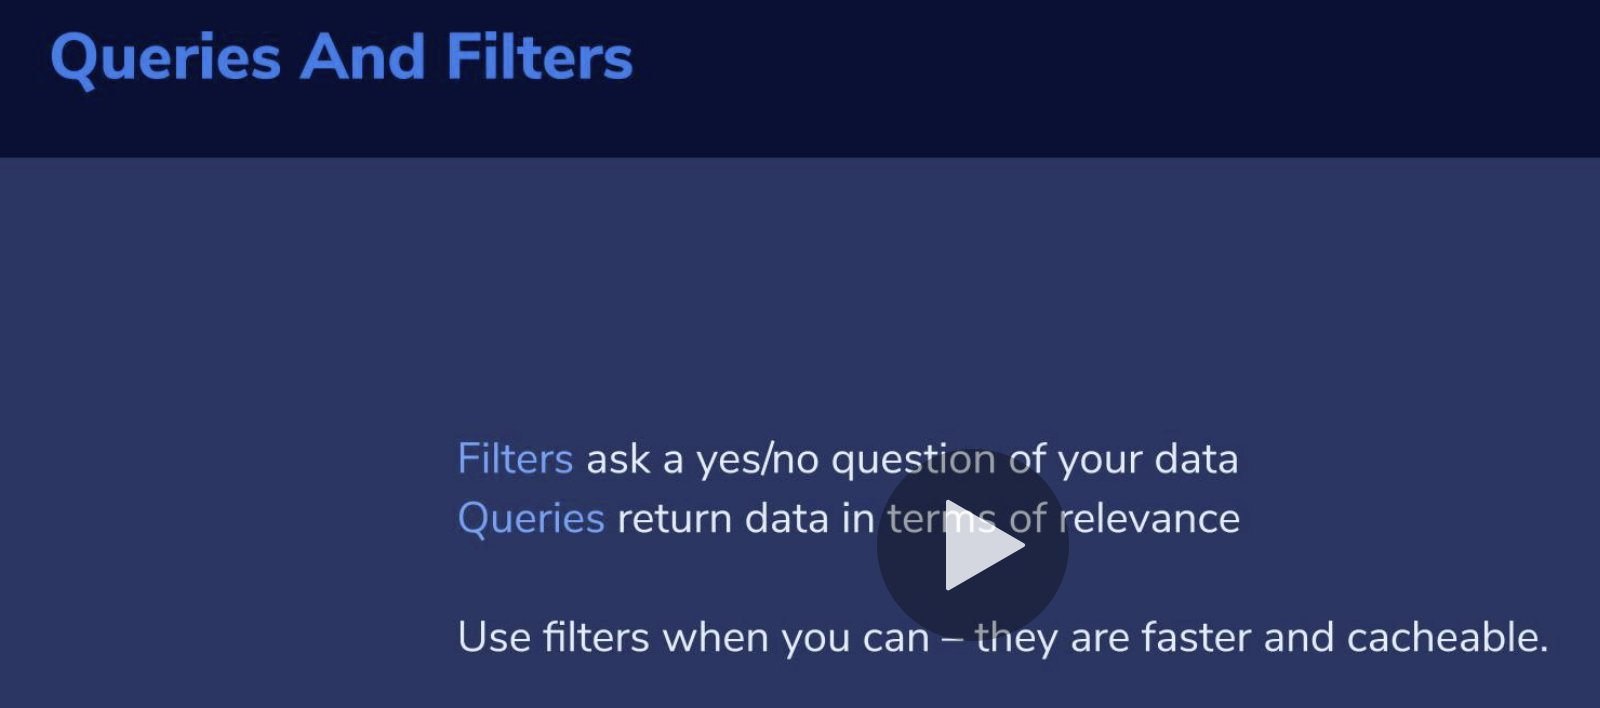 Queries And Filters
Filters ask a yes/no question of your data
Queries return data in terms of relevance
Use filters when you can – they are faster and cacheable.